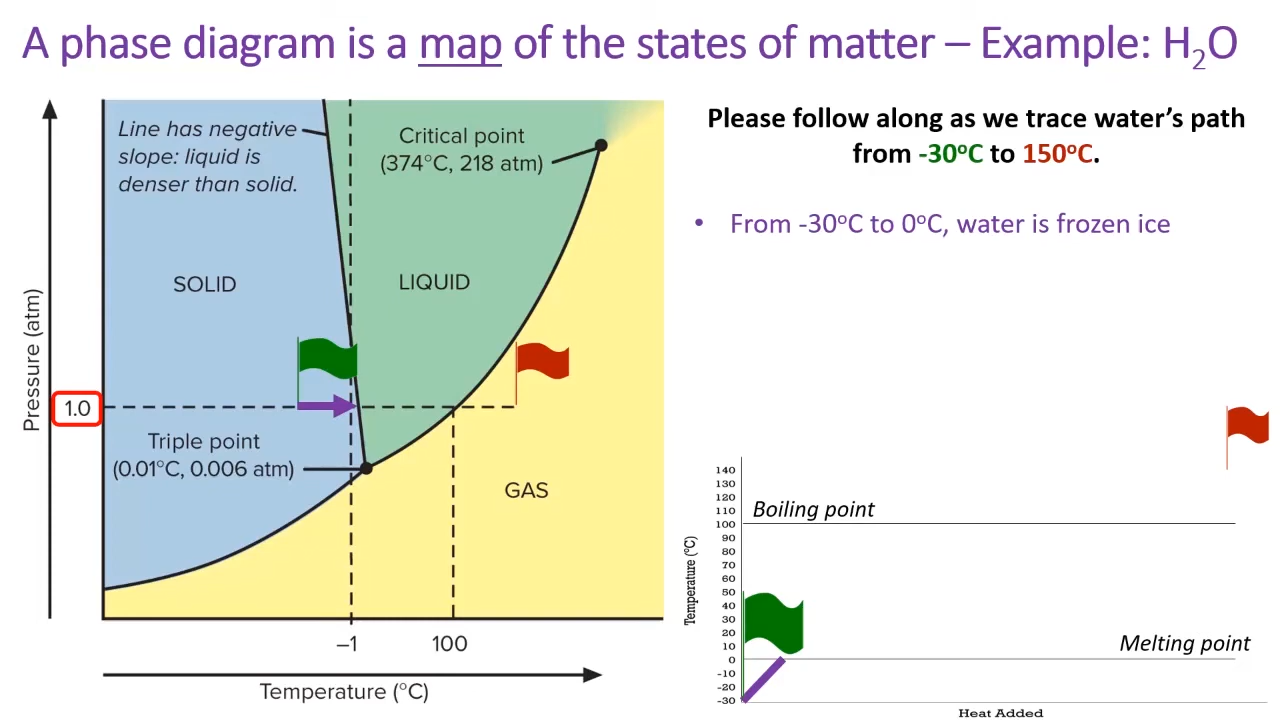 A phase diagram is a map of the states of matter – Example: H₂O
Line has negative
slope: liquid is
denser than solid.
Critical point
(374°C, 218 atm)
SOLID
LIQUID
Pressure (atm)
1.0
Triple point
(0.01°C, 0.006 atm)
GAS
–1
100
Temperature (°C)
Please follow along as we trace water's path
from -30°C to 150°C.
• From -30°C to 0°C, water is frozen ice
Temperature (°C)
140
130
120
110
100
90
80
70
60
50
40
30
20
10
0
-10
-20
-30
Boiling point
Melting point
Heat Added